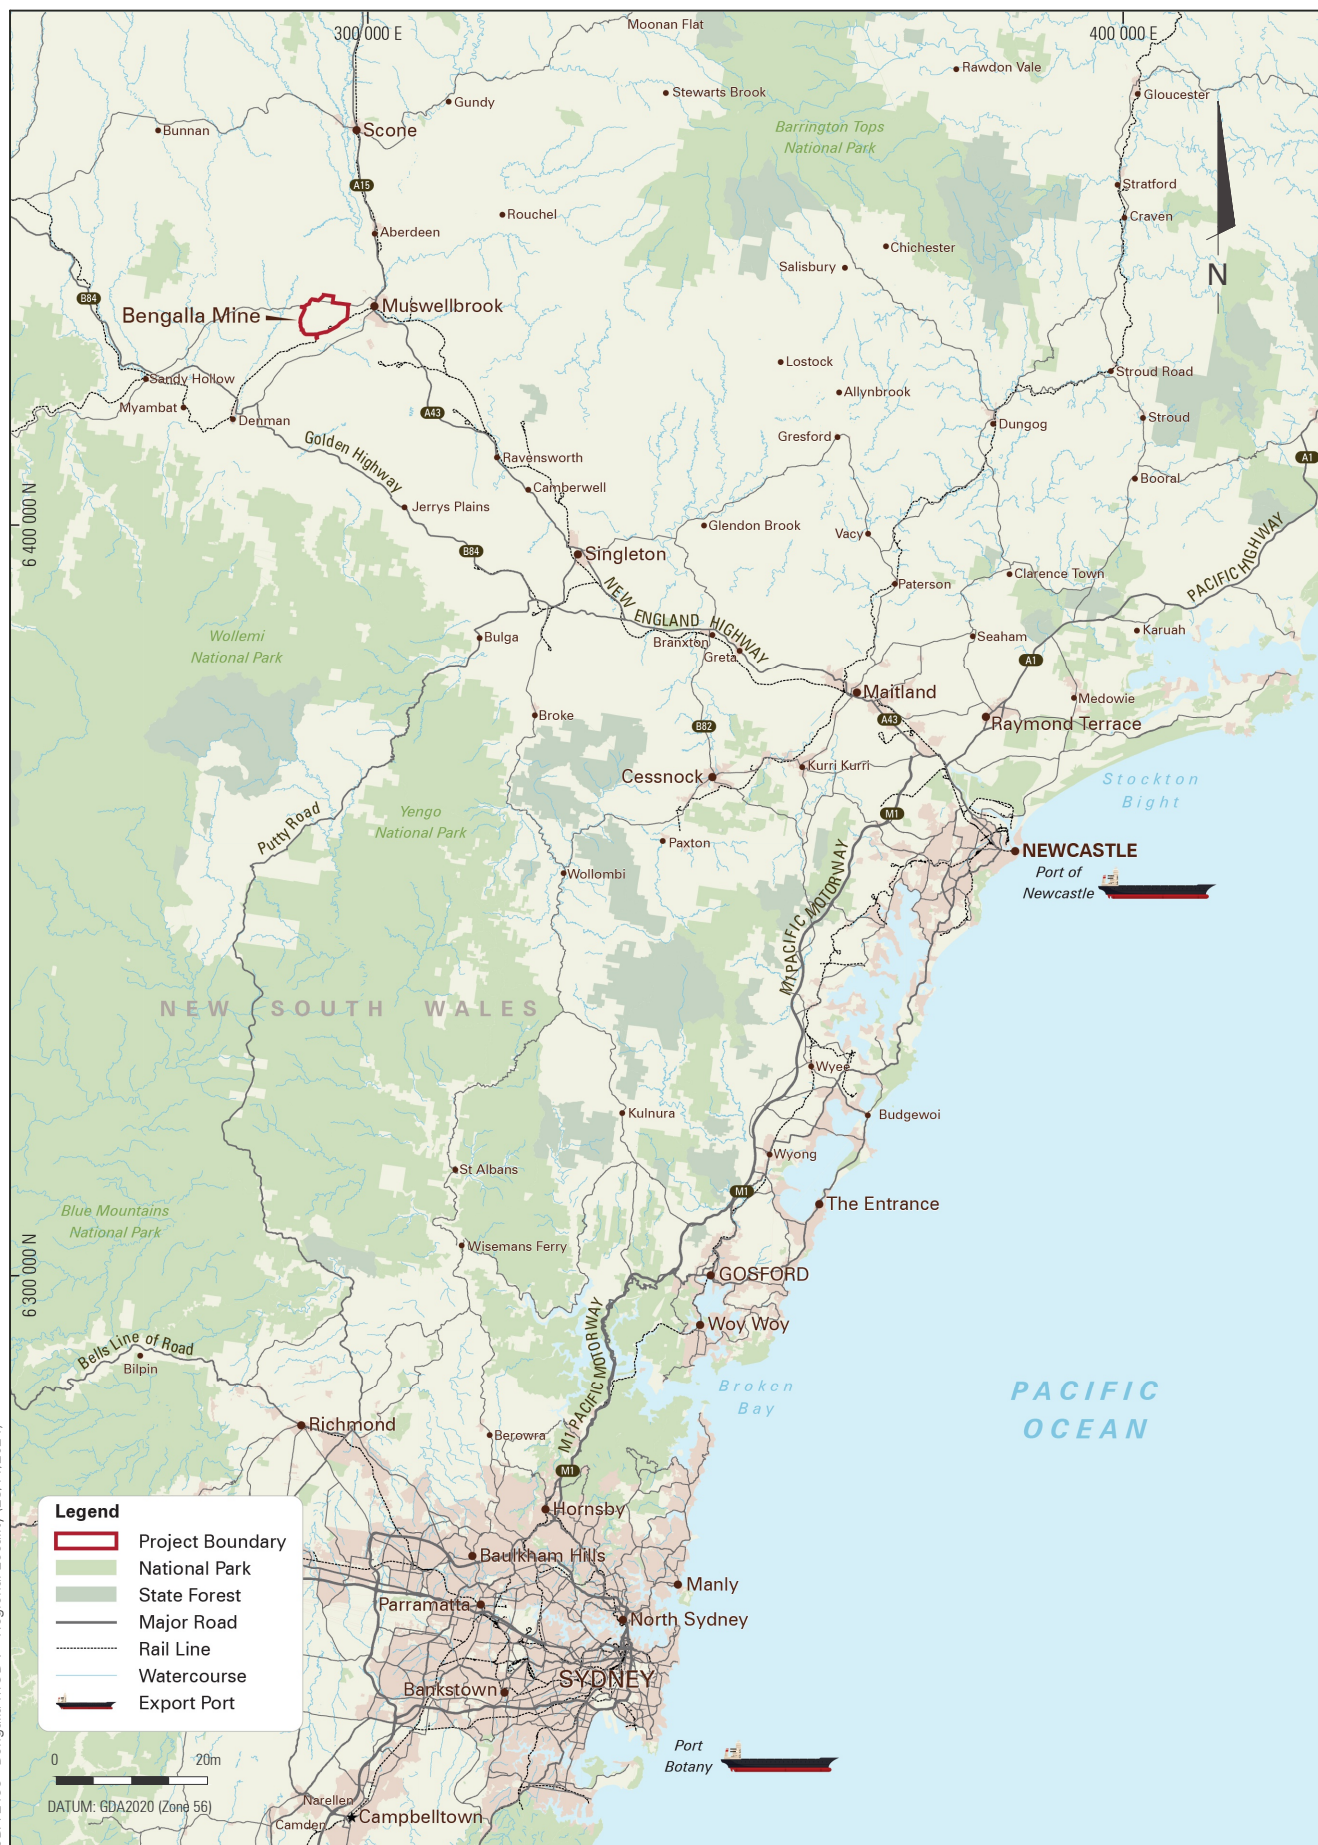 300 000 E
400 000 E
Moonan Flat
Rawdon Vale
Stewarts Brook
Gloucester
Gundy
Bunnan
Scone
Barrington Tops
National Park
A15
Stratford
Rouchel
Craven
Aberdeen
Chichester
Salisbury
N
B84
Bengalla Mine
Muswellbrook
Lostock
Stroud Road
Sandy Hollow
Allynbrook
Myambat
A43
Denman
Stroud
Dungog
Golden Highway
Gresford
A1
Ravensworth
Booral
Camberwell
Jerrys Plains
6 400 000 N
Glendon Brook
Vacy
PACIFIC HIGHWAY
B84
Singleton
Clarence Town
Paterson
NEW ENGLAND HIGHWAY
Wollemi
National Park
Bulga
Branxton
Seaham
Karuah
Greta
A1
Maitland
Medowie
Broke
B82
A43
Raymond Terrace
Kurri Kurri
Cessnock
Stockton
Bight
Yengo
National Park
Putty Road
M1
Paxton
NEWCASTLE
Port of
Newcastle
Wollombi
M1 PACIFIC MOTORWAY
NEW SOUTH WALES
Wyee
Kulnura
Budgewoi
Wyong
St Albans
M1
The Entrance
Blue Mountains
National Park
Wisemans Ferry
6 300 000 N
GOSFORD
Woy Woy
M1 PACIFIC MOTORWAY
Bells Line of Road
Bilpin
Broken
Bay
PACIFIC
OCEAN
Richmond
Berowra
M1
Hornsby
Legend
Project Boundary
National Park
State Forest
Major Road
Rail Line
Watercourse
Export Port
Baulkham Hills
Manly
Parramatta
North Sydney
SYDNEY
Bankstown
Port
Botany
0 20m
DATUM: GDA2020 (Zone 56)
Narellen
Camden
Campbelltown